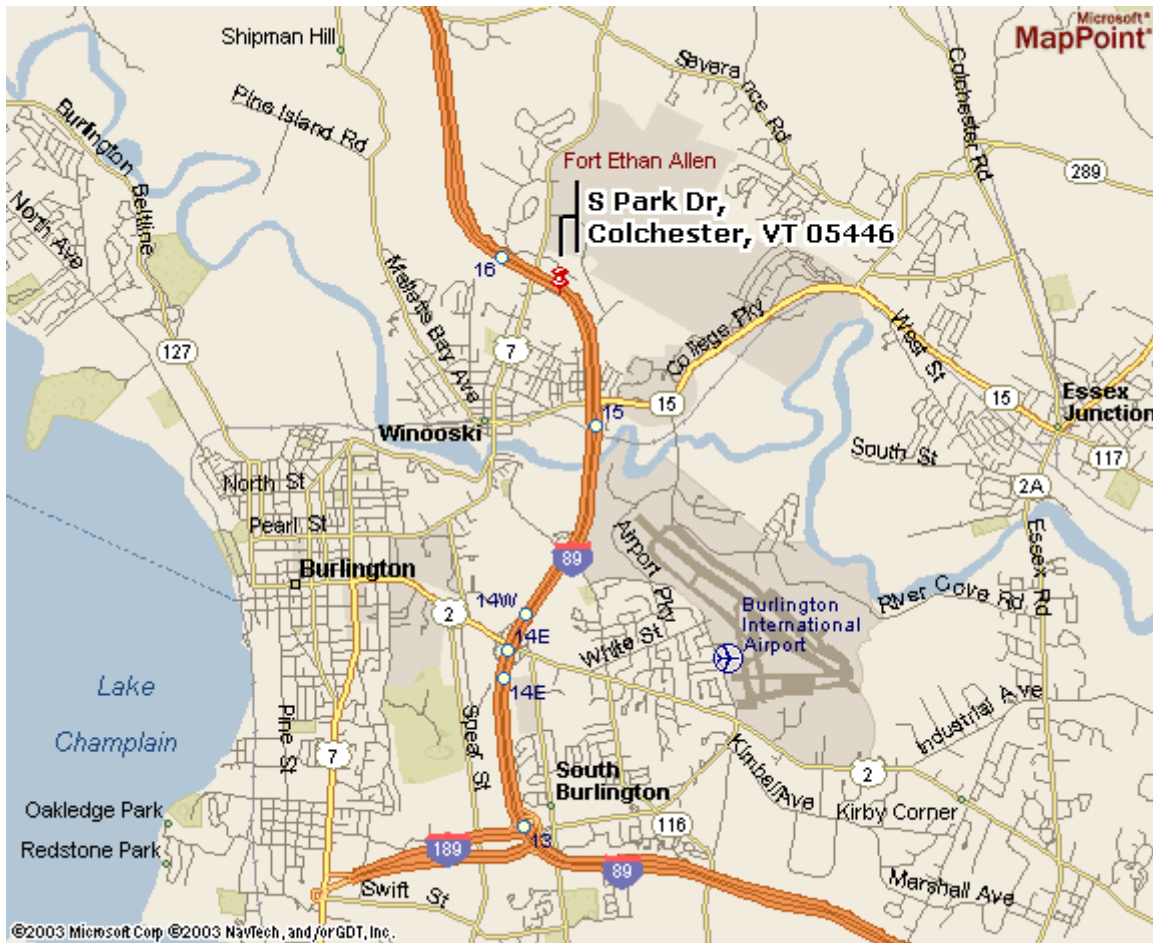 Microsoft®
MapPoint®
Shipman Hill
Severance Rd
Colchester Rd
Pine Island Rd
Burlington
Beltline
Fort Ethan Allen
289
S Park Dr,
Colchester, VT 05446
North Ave
16
Malletts Bay Ave
College Pky
West St
127
7
15
15
15
Essex
Junction
Winooski
117
South St
2A
North St
Pearl St
Airport Pky
Essex Rd
89
Burlington
River Cove Rd
14W
2
Burlington
International
Airport
14E
White St
14E
Lake
Champlain
Pine St
Spear St
Industrial Ave
7
Kimball Ave
2
South
Burlington
Oakledge Park
Kirby Corner
116
13
189
Redstone Park
89
Swift St
Marshall Ave
©2003 Microsoft Corp ©2003 NavTech, and/or GDT, Inc.